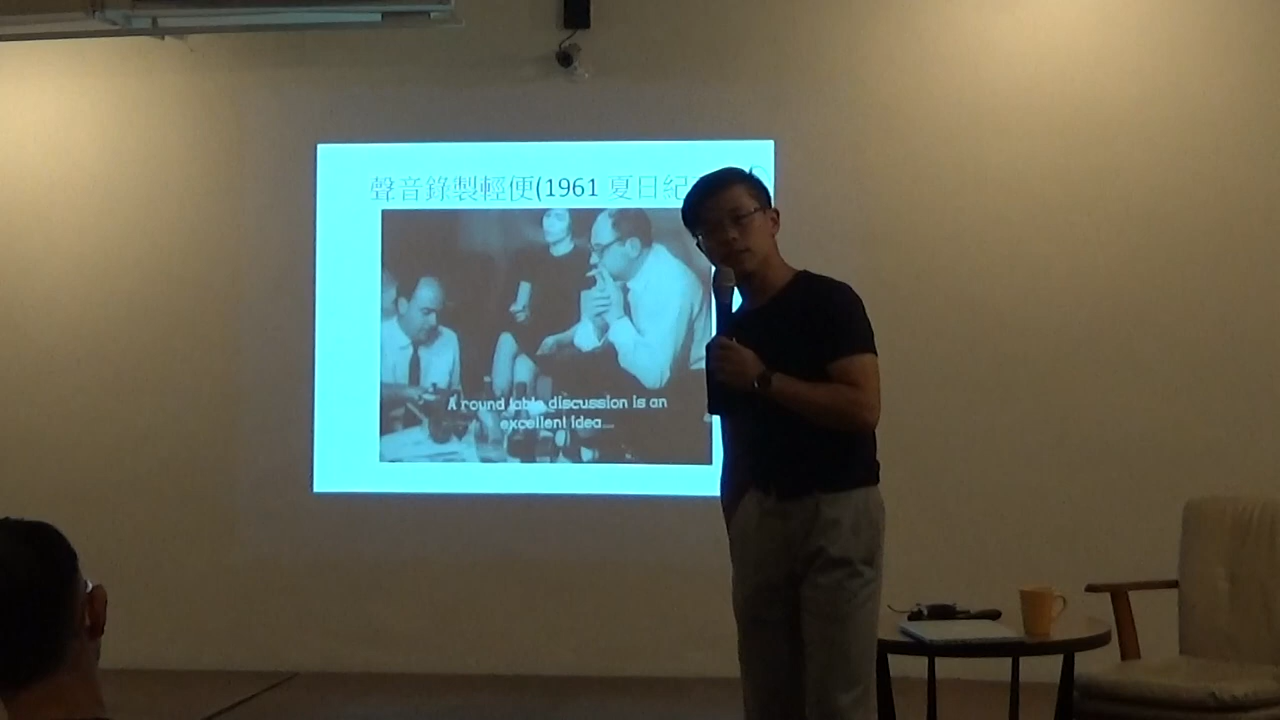 聲音錄製輕便(1961 夏日紀
A round table discussion is an
excellent idea...